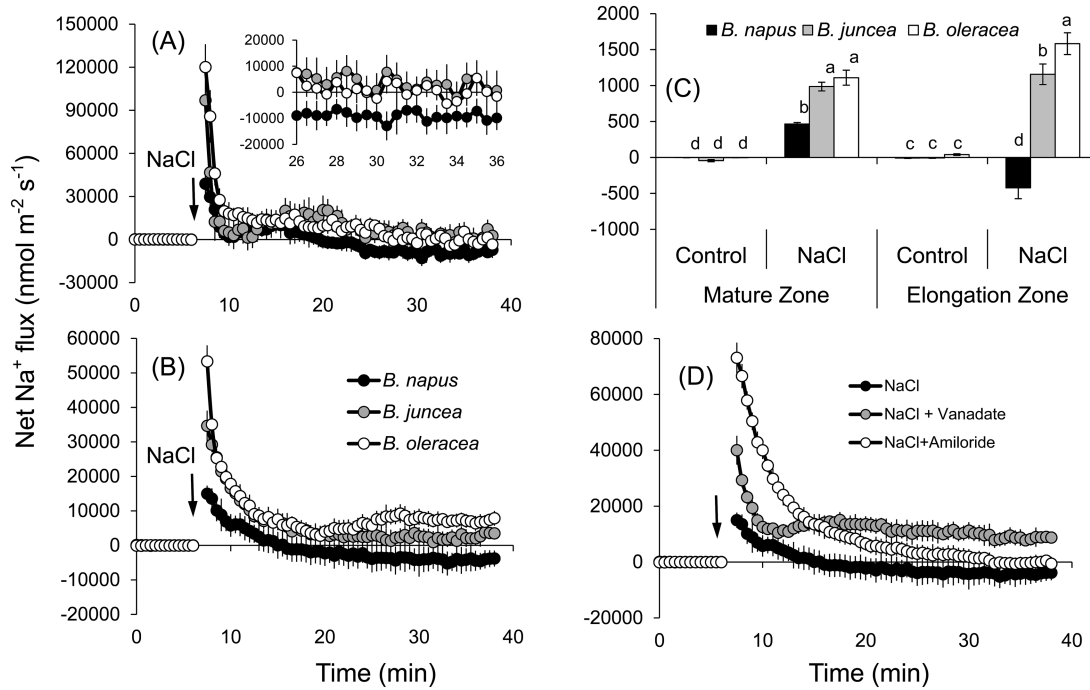 Net Na+ flux (nmol m-2 s-1)
(A)
150000
120000
90000
60000
30000
0
-30000
NaCl
0 10 20 30 40
20000
10000
0
-10000
-20000
26 28 30 32 34 36
(B)
60000
50000
40000
30000
20000
10000
0
-10000
-20000
NaCl
B. napus
B. juncea
B. oleracea
0 10 20 30 40
Time (min)
B. napus B. juncea B. oleracea
(C)
2000
1500
1000
500
0
-500
-1000
d d d b a a c c c d b a
Control NaCl Control NaCl
Mature Zone Elongation Zone
(D)
80000
60000
40000
20000
0
-20000
NaCl
NaCl + Vanadate
NaCl+Amiloride
0 10 20 30 40
Time (min)